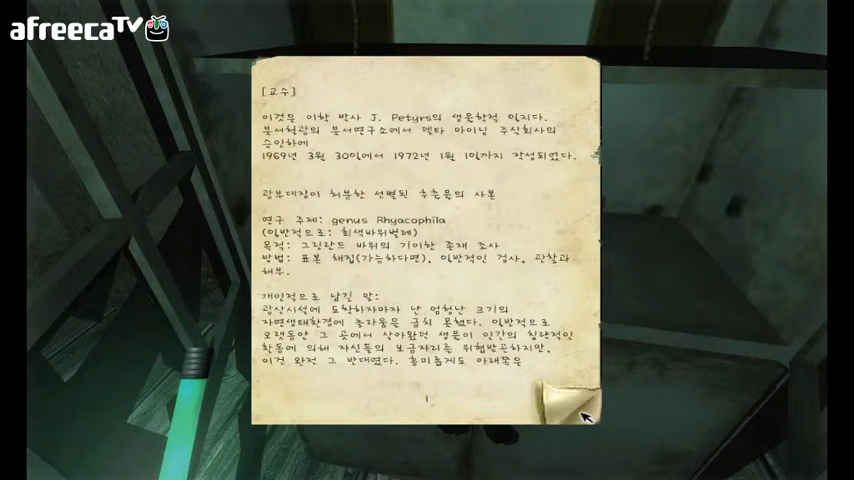 afreecaTV
[교수]
이것은 이학 박사 J. Petyrs의 생물학적 일지다.
분서철광의 분서연구소에서 델타 마이닝 주식회사의
승인하에
1969년 3월 30일에서 1972년 1월 1일까지 작성되었다.
광부대장이 처분한 선별된 추출물의 사본
연구 주제: genus Rhyacophila
(일반적으로: 회색바위벌레)
목적: 그린란드 바위의 기이한 존재 조사
방법: 표본 채집(가능하다면), 일반적인 검사, 관찰과
해부.
개인적으로 남길 말:
광산시설에 도착하자마자 난 엄청난 크기의
자연생태환경에 놀라움을 금치 못했다. 일반적으로
오랫동안 그 곳에서 살아왔던 생물이 인간의 침략적인
활동에 의해 자신들의 보금자리를 위협받곤하지만,
이건 완전 그 반대였다. 흥미롭게도 아래쪽은
1